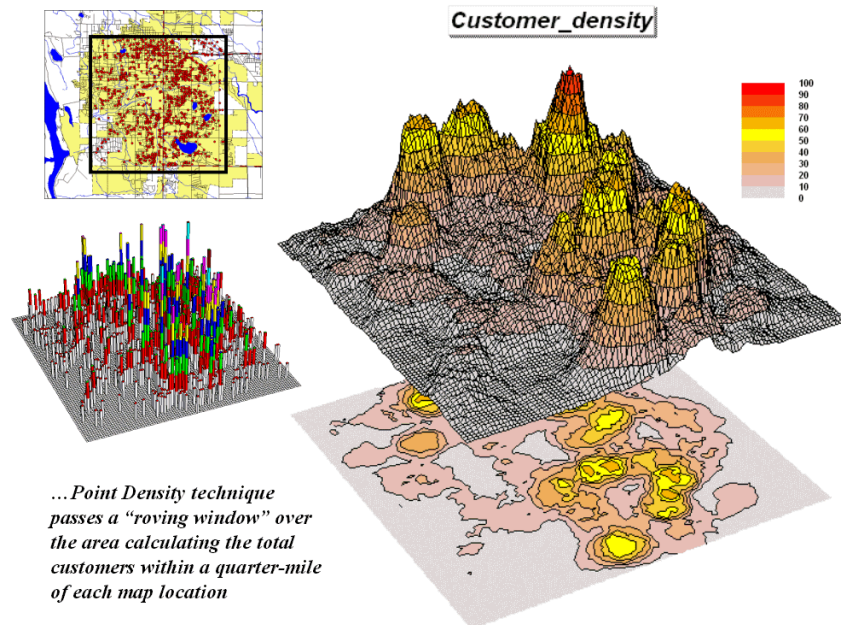 Customer_density
100
90
80
70
60
50
40
30
20
10
0
…Point Density technique
passes a “roving window” over
the area calculating the total
customers within a quarter-mile
of each map location